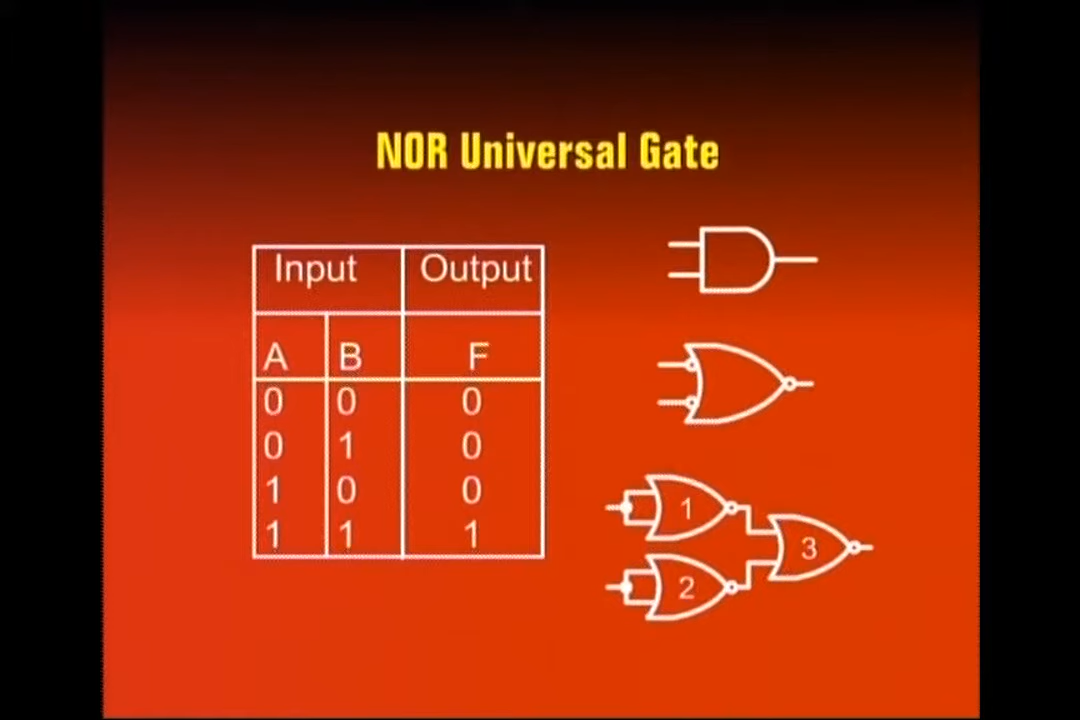 NOR Universal Gate
Input Output
A B F
0 0 0
0 1 0
1 0 0
1 1 1
1
3
2